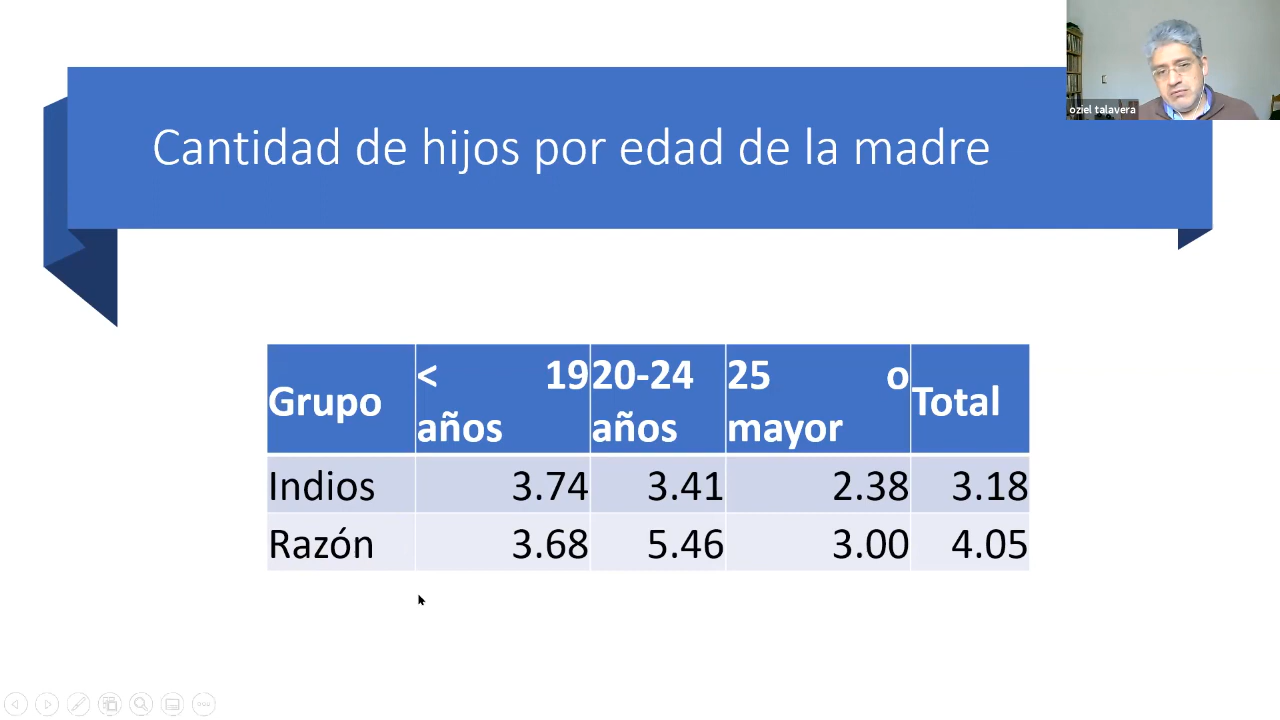 oziel talavera
Cantidad de hijos por edad de la madre
Grupo < 19 años 20-24 años 25 o mayor Total
Indios 3.74 3.41 2.38 3.18
Razón 3.68 5.46 3.00 4.05